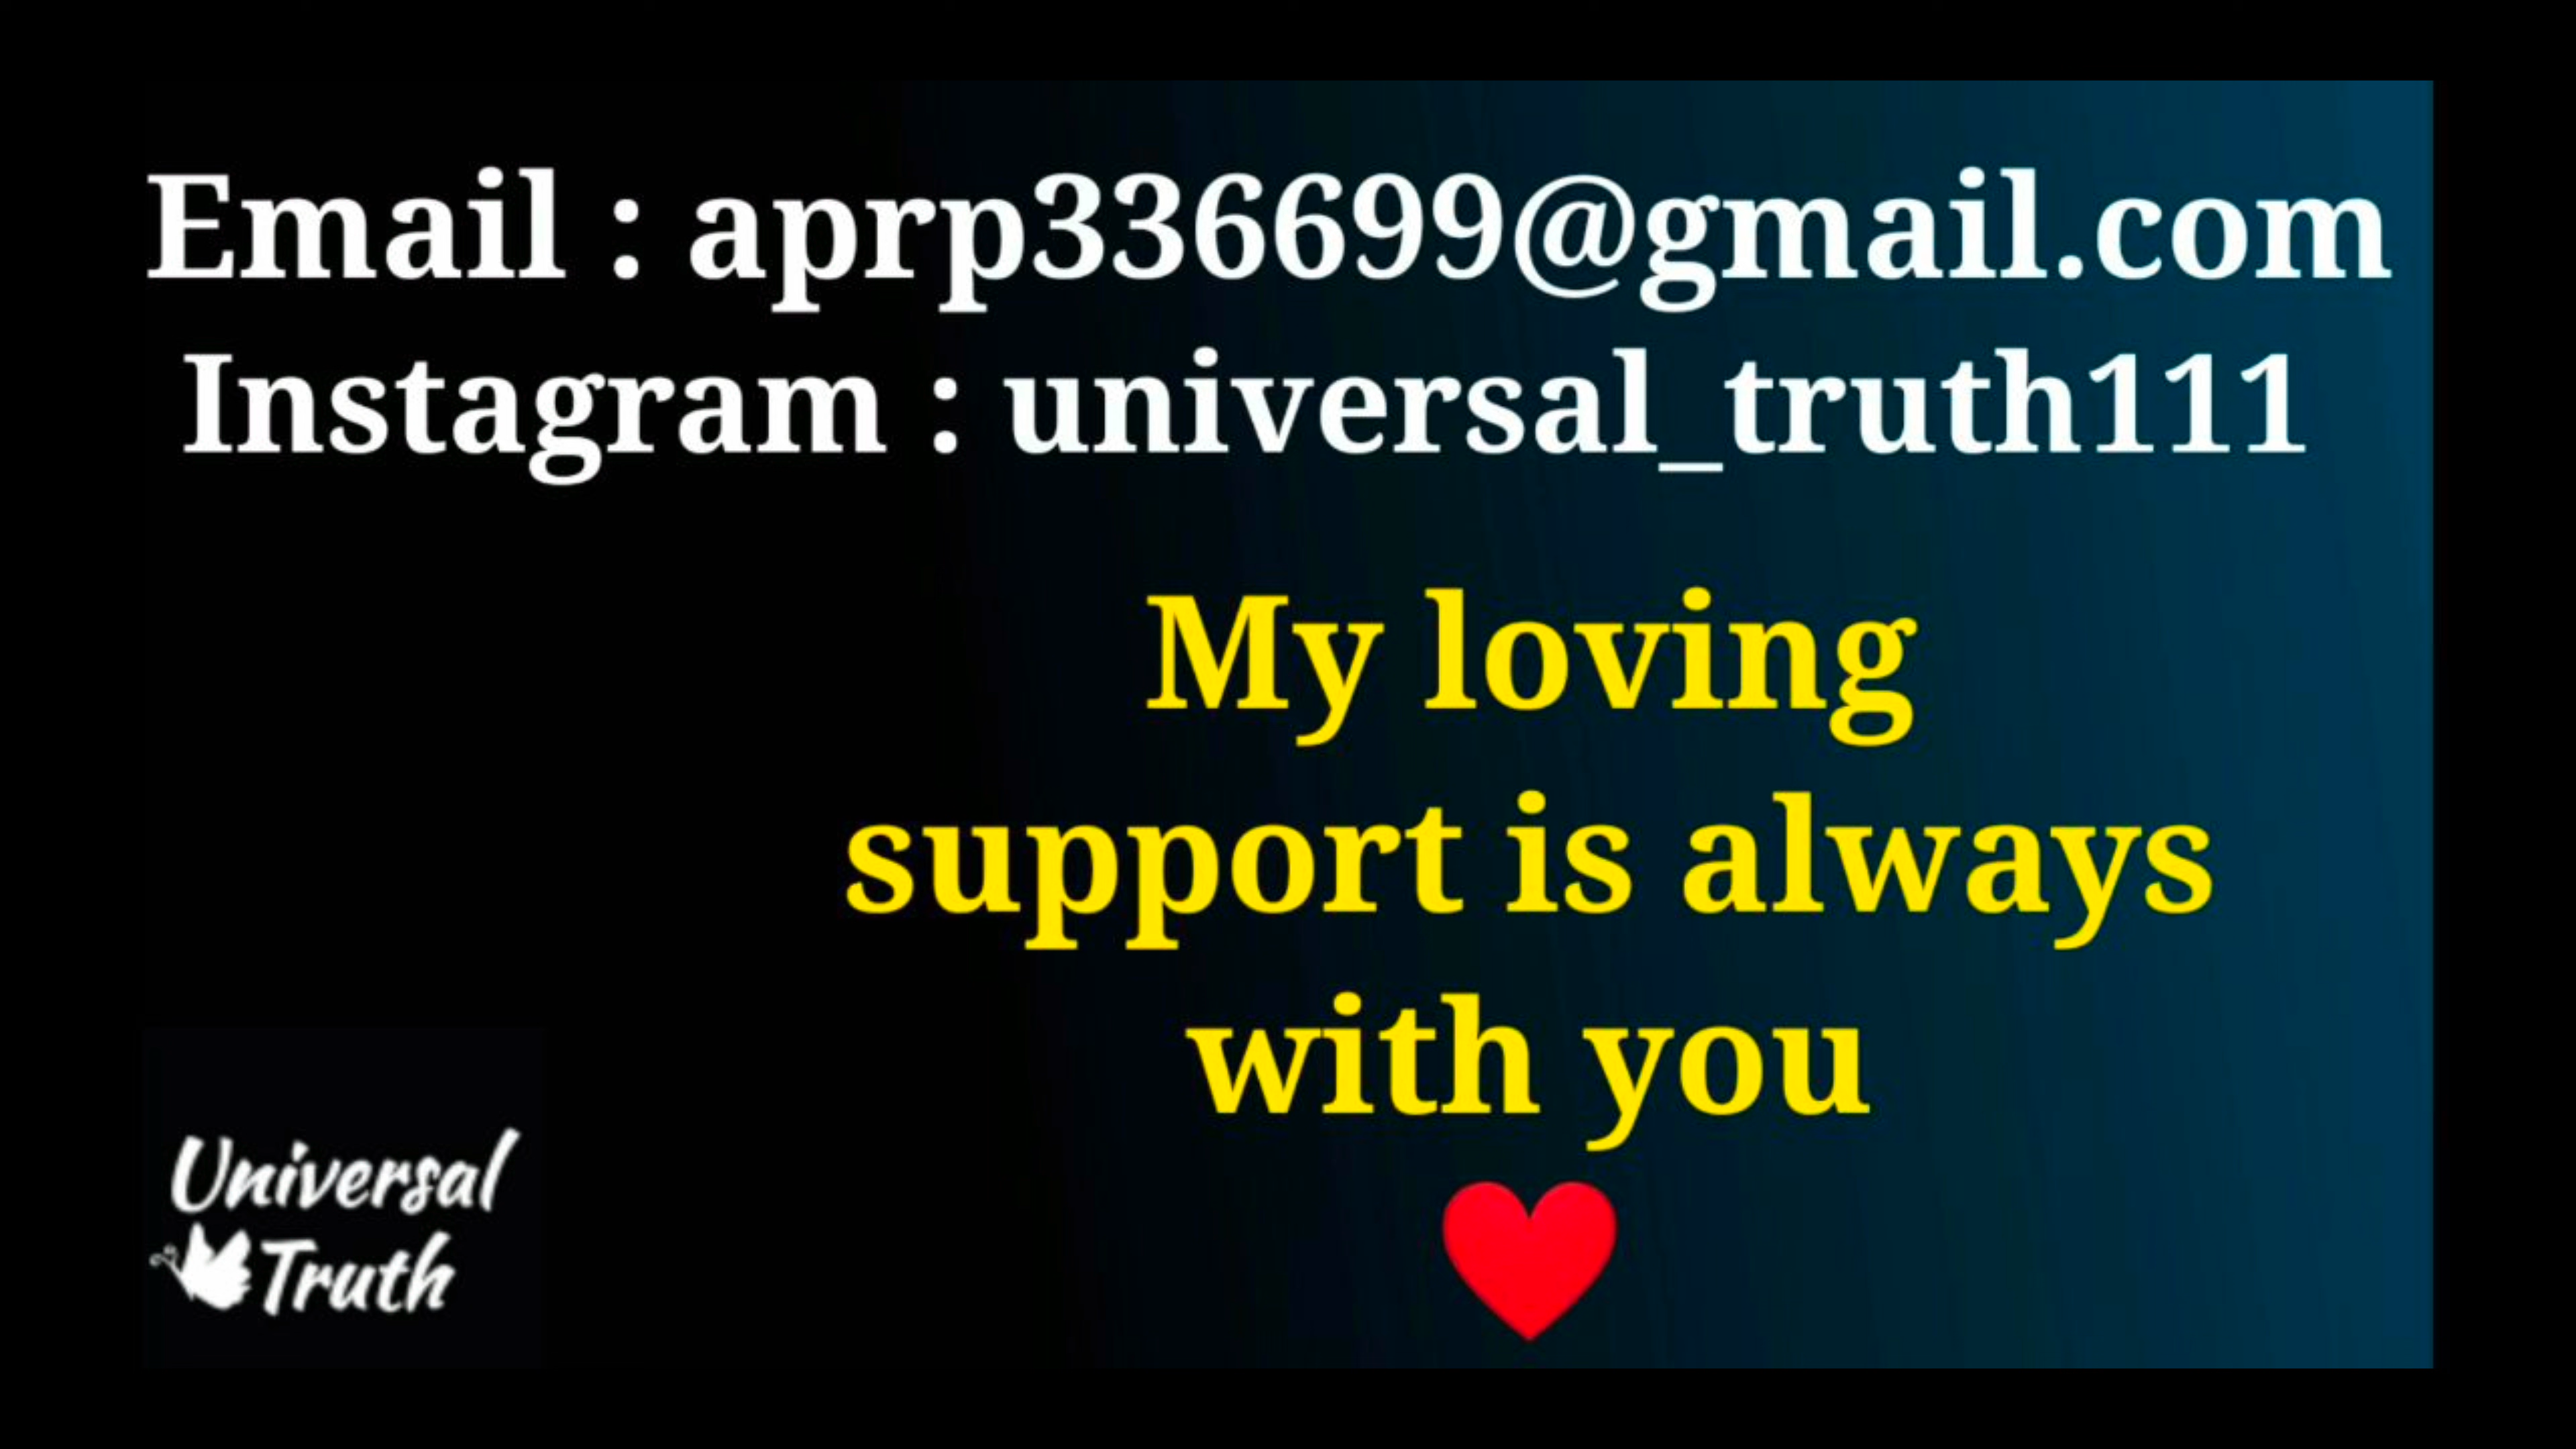 Email : aprp336699@gmail.com
Instagram : universal_truth111
My loving
support is always
with you
Universal
Truth